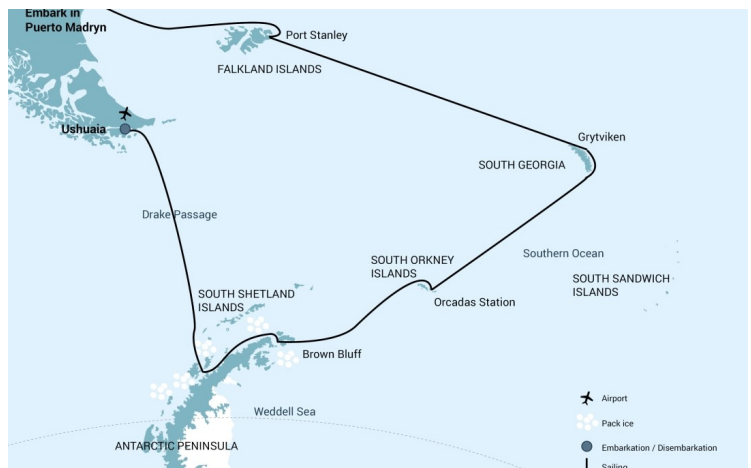 Embark in
Puerto Madryn
Port Stanley
FALKLAND ISLANDS
Ushuaia
Grytviken
SOUTH GEORGIA
Drake Passage
SOUTH ORKNEY
ISLANDS
Southern Ocean
SOUTH SANDWICH
ISLANDS
SOUTH SHETLAND
ISLANDS
Orcadas Station
Brown Bluff
Weddell Sea
ANTARCTIC PENINSULA
Airport
Pack ice
Embarkation / Disembarkation
Sailing